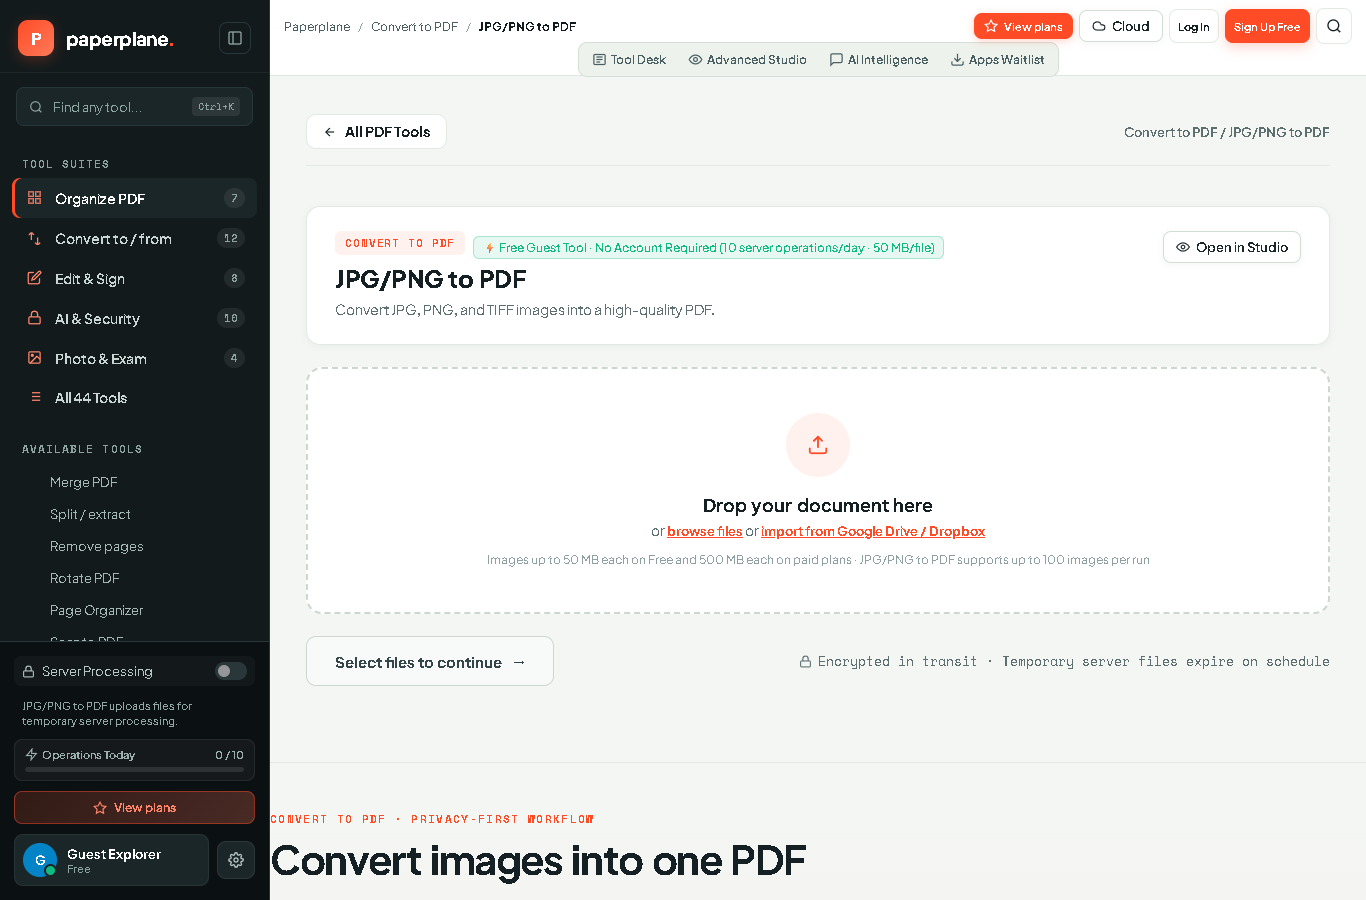 P paperplane.
Find any tool... Ctrl+K
TOOL SUITES
Organize PDF 7
Convert to / from 12
Edit & Sign 8
AI & Security 10
Photo & Exam 4
All 44 Tools
AVAILABLE TOOLS
Merge PDF
Split / extract
Remove pages
Rotate PDF
Page Organizer
Scan to PDF
Server Processing
JPG/PNG to PDF uploads files for
temporary server processing.
Operations Today 0 / 10
View plans
G Guest Explorer
Free
Paperplane / Convert to PDF / JPG/PNG to PDF
View plans Cloud Log In Sign Up Free
Tool Desk Advanced Studio AI Intelligence Apps Waitlist
← All PDF Tools
Convert to PDF / JPG/PNG to PDF
CONVERT TO PDF Free Guest Tool · No Account Required (10 server operations/day · 50 MB/file)
Open in Studio
JPG/PNG to PDF
Convert JPG, PNG, and TIFF images into a high-quality PDF.
Drop your document here
or browse files or import from Google Drive / Dropbox
Images up to 50 MB each on Free and 500 MB each on paid plans · JPG/PNG to PDF supports up to 100 images per run
Select files to continue →
Encrypted in transit · Temporary server files expire on schedule
CONVERT TO PDF · PRIVACY-FIRST WORKFLOW
Convert images into one PDF